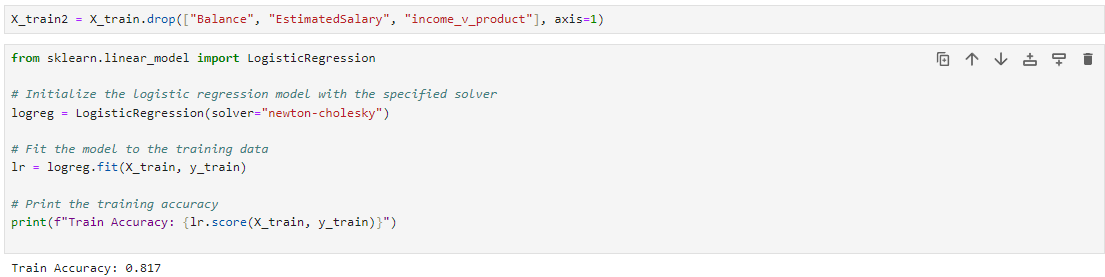 X_train2 = X_train.drop(["Balance", "EstimatedSalary", "income_v_product"], axis=1)
from sklearn.linear_model import LogisticRegression
# Initialize the logistic regression model with the specified solver
logreg = LogisticRegression(solver="newton-cholesky")
# Fit the model to the training data
lr = logreg.fit(X_train, y_train)
# Print the training accuracy
print(f"Train Accuracy: {lr.score(X_train, y_train)}")
Train Accuracy: 0.817